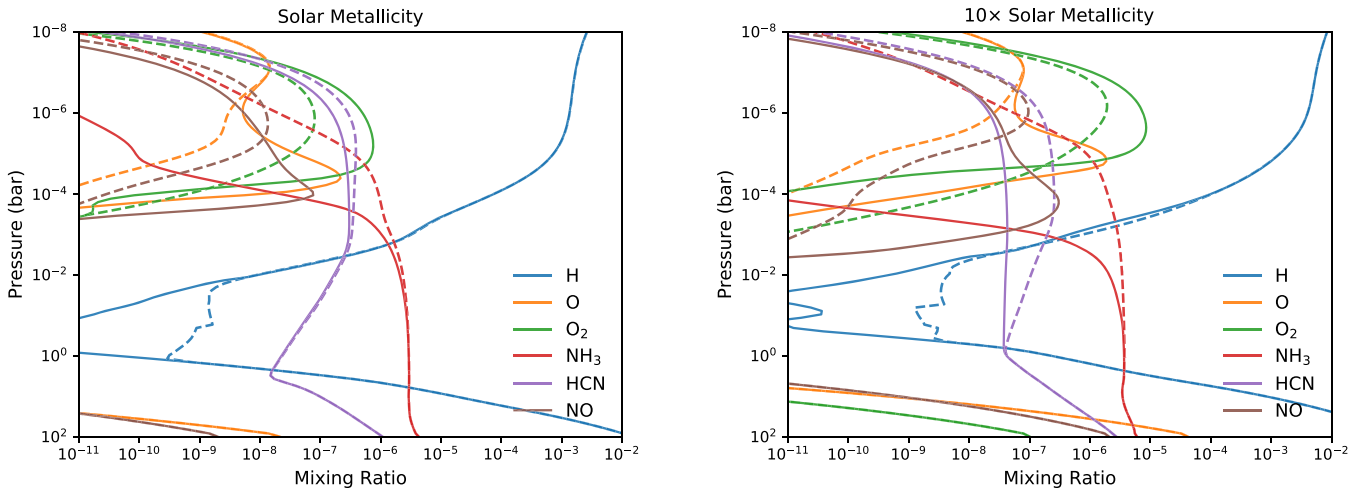 Solar Metallicity
Pressure (bar)
10⁻⁸
10⁻⁶
10⁻⁴
10⁻²
10⁰
10²
H
O
O₂
NH₃
HCN
NO
10⁻¹¹ 10⁻¹⁰ 10⁻⁹ 10⁻⁸ 10⁻⁷ 10⁻⁶ 10⁻⁵ 10⁻⁴ 10⁻³ 10⁻²
Mixing Ratio
10× Solar Metallicity
Pressure (bar)
10⁻⁸
10⁻⁶
10⁻⁴
10⁻²
10⁰
10²
H
O
O₂
NH₃
HCN
NO
10⁻¹¹ 10⁻¹⁰ 10⁻⁹ 10⁻⁸ 10⁻⁷ 10⁻⁶ 10⁻⁵ 10⁻⁴ 10⁻³ 10⁻²
Mixing Ratio